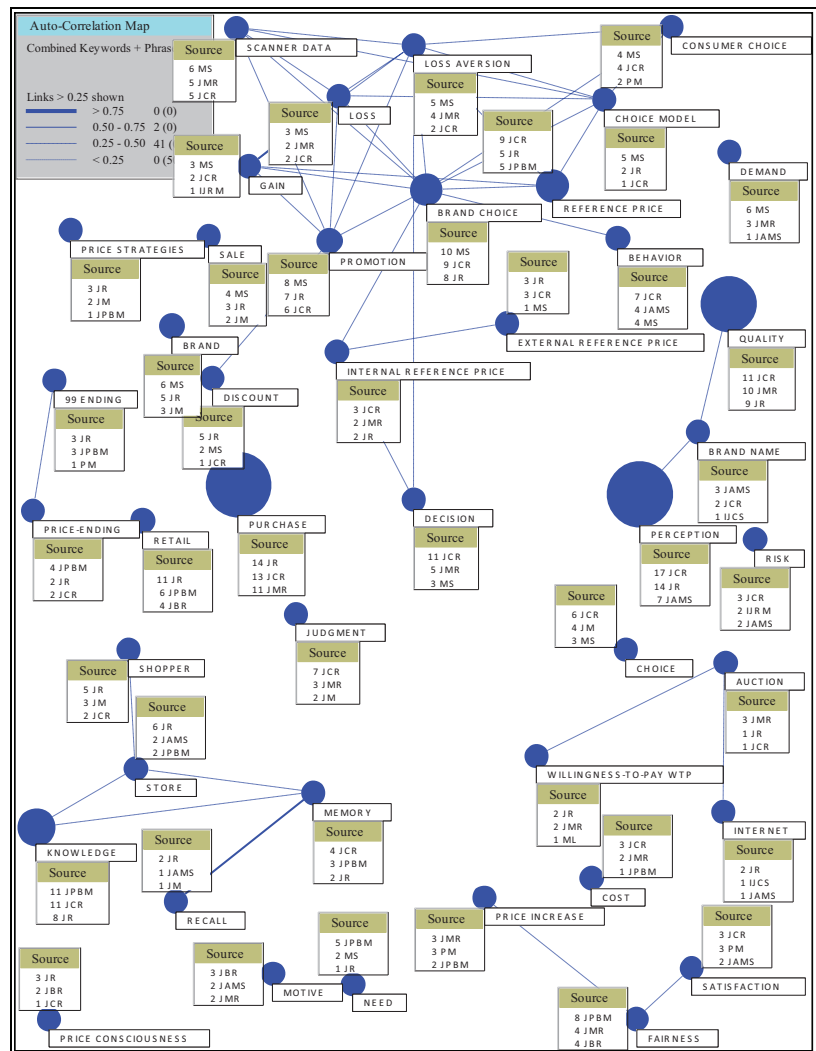 Auto-Correlation Map
Combined Keywords + Phras
Links > 0.25 shown
> 0.75 0 (0)
0.50 - 0.75 2 (0)
0.25 - 0.50 41 (
< 0.25 0 (5
SCANNER DATA
Source
6 MS
5 JMR
5 JCR
LOSS AVERSION
Source
5 MS
4 JMR
2 JCR
CONSUMER CHOICE
Source
4 MS
4 JCR
2 PM
LOSS
Source
3 MS
2 JMR
2 JCR
CHOICE MODEL
Source
5 MS
2 JR
1 JCR
GAIN
Source
3 MS
2 JCR
1 IJRM
REFERENCE PRICE
Source
9 JCR
5 JR
5 JPBM
DEMAND
Source
6 MS
3 JMR
1 JAMS
BRAND CHOICE
Source
10 MS
9 JCR
8 JR
PRICE STRATEGIES
Source
3 JR
2 JM
1 JPBM
SALE
Source
4 MS
3 JR
2 JM
PROMOTION
Source
8 MS
7 JR
6 JCR
BEHAVIOR
Source
7 JCR
4 JAMS
4 MS
Source
3 JR
3 JCR
1 MS
EXTERNAL REFERENCE PRICE
QUALITY
Source
11 JCR
10 JMR
9 JR
BRAND
Source
6 MS
5 JR
3 JM
INTERNAL REFERENCE PRICE
Source
3 JCR
2 JMR
2 JR
99 ENDING
Source
3 JR
3 JPBM
1 PM
DISCOUNT
Source
5 JR
2 MS
1 JCR
BRAND NAME
Source
3 JAMS
2 JCR
1 IJCS
PRICE-ENDING
Source
4 JPBM
2 JR
2 JCR
RETAIL
Source
11 JR
6 JPBM
4 JBR
PURCHASE
Source
14 JR
13 JCR
11 JMR
DECISION
Source
11 JCR
5 JMR
3 MS
PERCEPTION
Source
17 JCR
14 JR
7 JAMS
RISK
Source
3 JCR
2 IJRM
2 JAMS
JUDGMENT
Source
7 JCR
3 JMR
2 JM
Source
6 JCR
4 JM
3 MS
CHOICE
SHOPPER
Source
5 JR
3 JM
2 JCR
Source
6 JR
2 JAMS
2 JPBM
STORE
AUCTION
Source
3 JMR
1 JR
1 JCR
WILLINGNESS-TO-PAY WTP
Source
2 JR
2 JMR
1 ML
MEMORY
Source
4 JCR
3 JPBM
2 JR
INTERNET
Source
2 JR
1 IJCS
1 JAMS
KNOWLEDGE
Source
11 JPBM
11 JCR
8 JR
Source
2 JR
1 JAMS
1 JM
RECALL
Source
3 JCR
2 JMR
1 JPBM
COST
PRICE INCREASE
Source
3 JMR
3 PM
2 JPBM
Source
3 JCR
3 PM
2 JAMS
SATISFACTION
Source
5 JPBM
2 MS
1 JR
NEED
Source
3 JBR
2 JAMS
2 JMR
MOTIVE
Source
3 JR
2 JBR
1 JCR
PRICE CONSCIOUSNESS
Source
8 JPBM
4 JMR
4 JBR
FAIRNESS